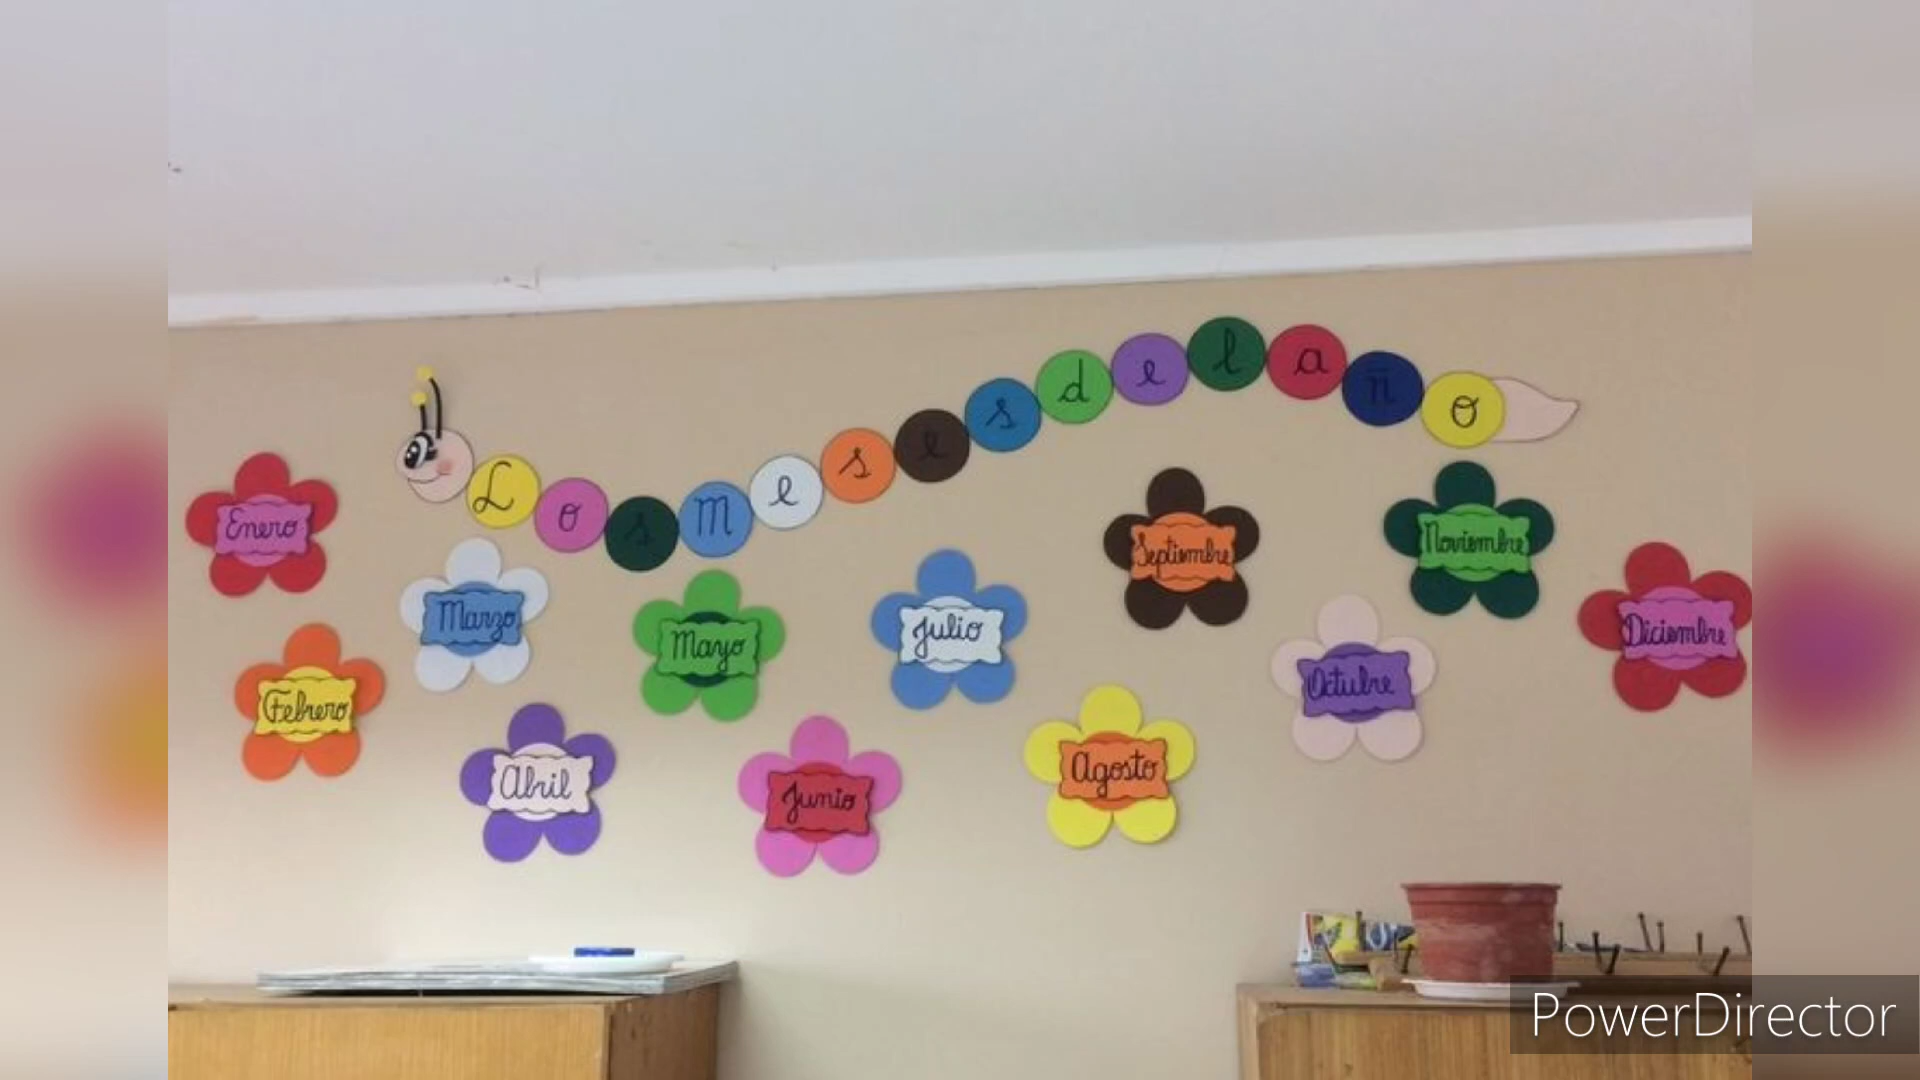 Los meses del año
Enero
Febrero
Marzo
Abril
Mayo
Junio
Julio
Agosto
Septiembre
Octubre
Noviembre
Diciembre
PowerDirector